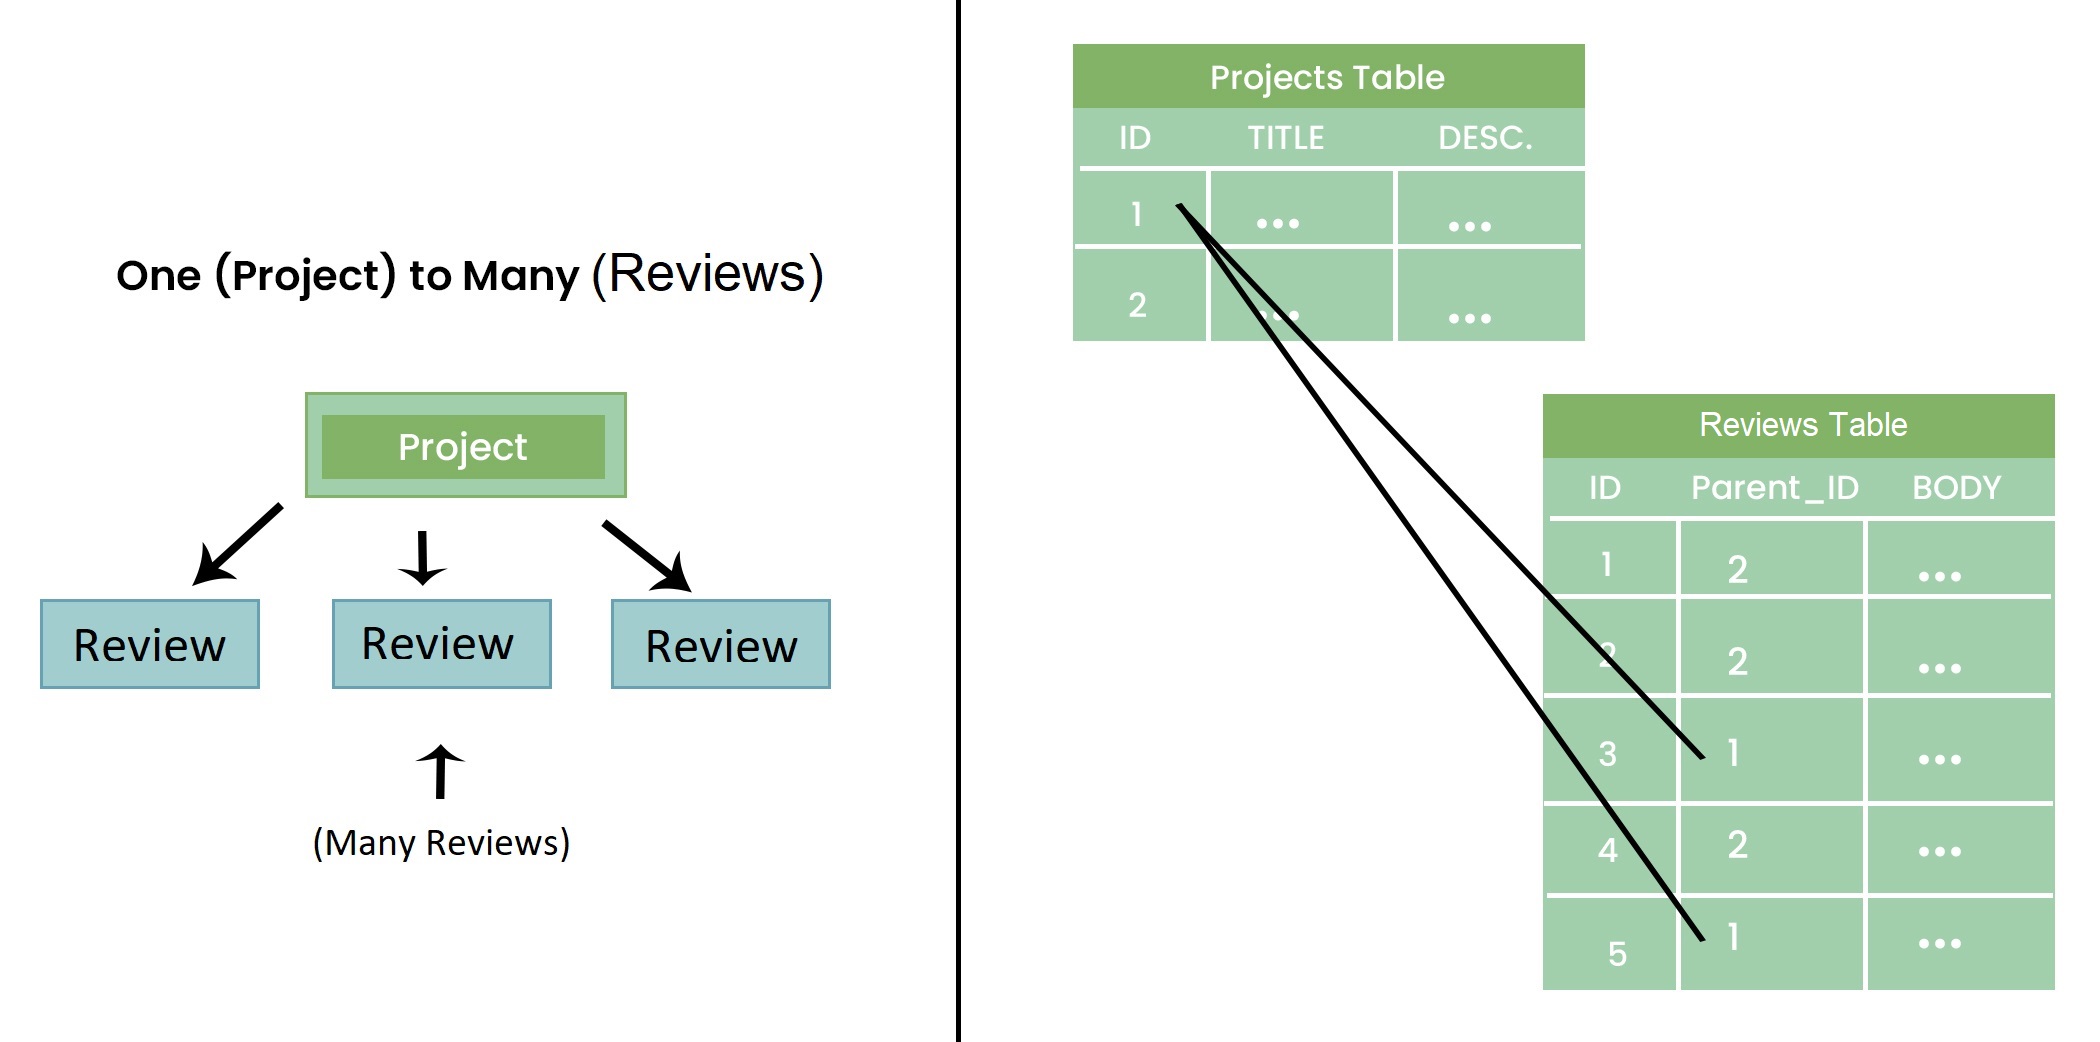 One (Project) to Many (Reviews)
Project
Review Review Review
(Many Reviews)
Projects Table
ID TITLE DESC.
1 ... ...
2 ... ...
Reviews Table
ID Parent_ID BODY
1 2 ...
2 2 ...
3 1 ...
4 2 ...
5 1 ...